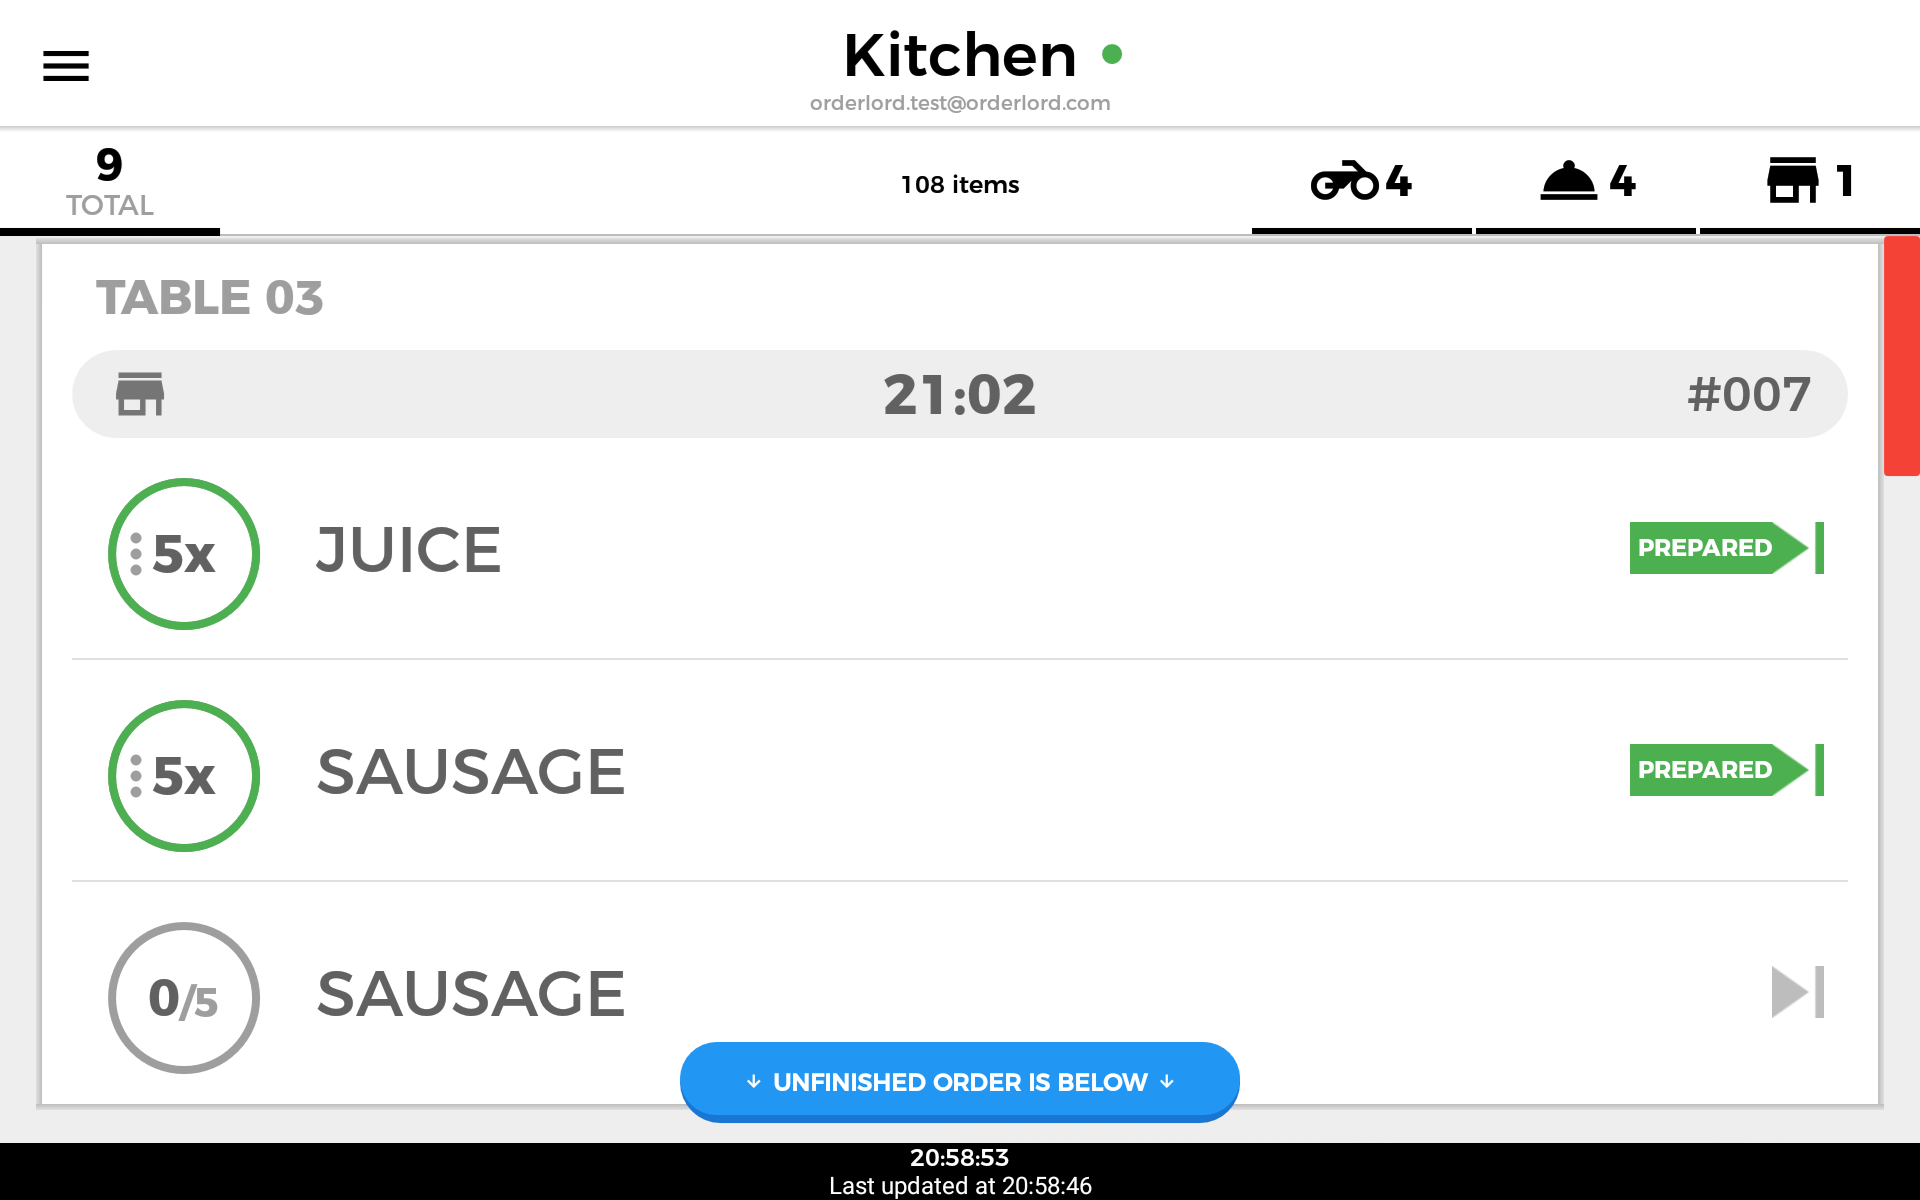 Kitchen
orderlord.test@orderlord.com
9
TOTAL
108 items
4
4
1
TABLE 03
21:02
#007
5x
JUICE
PREPARED
5x
SAUSAGE
PREPARED
0/5
SAUSAGE
↓ UNFINISHED ORDER IS BELOW ↓
20:58:53
Last updated at 20:58:46